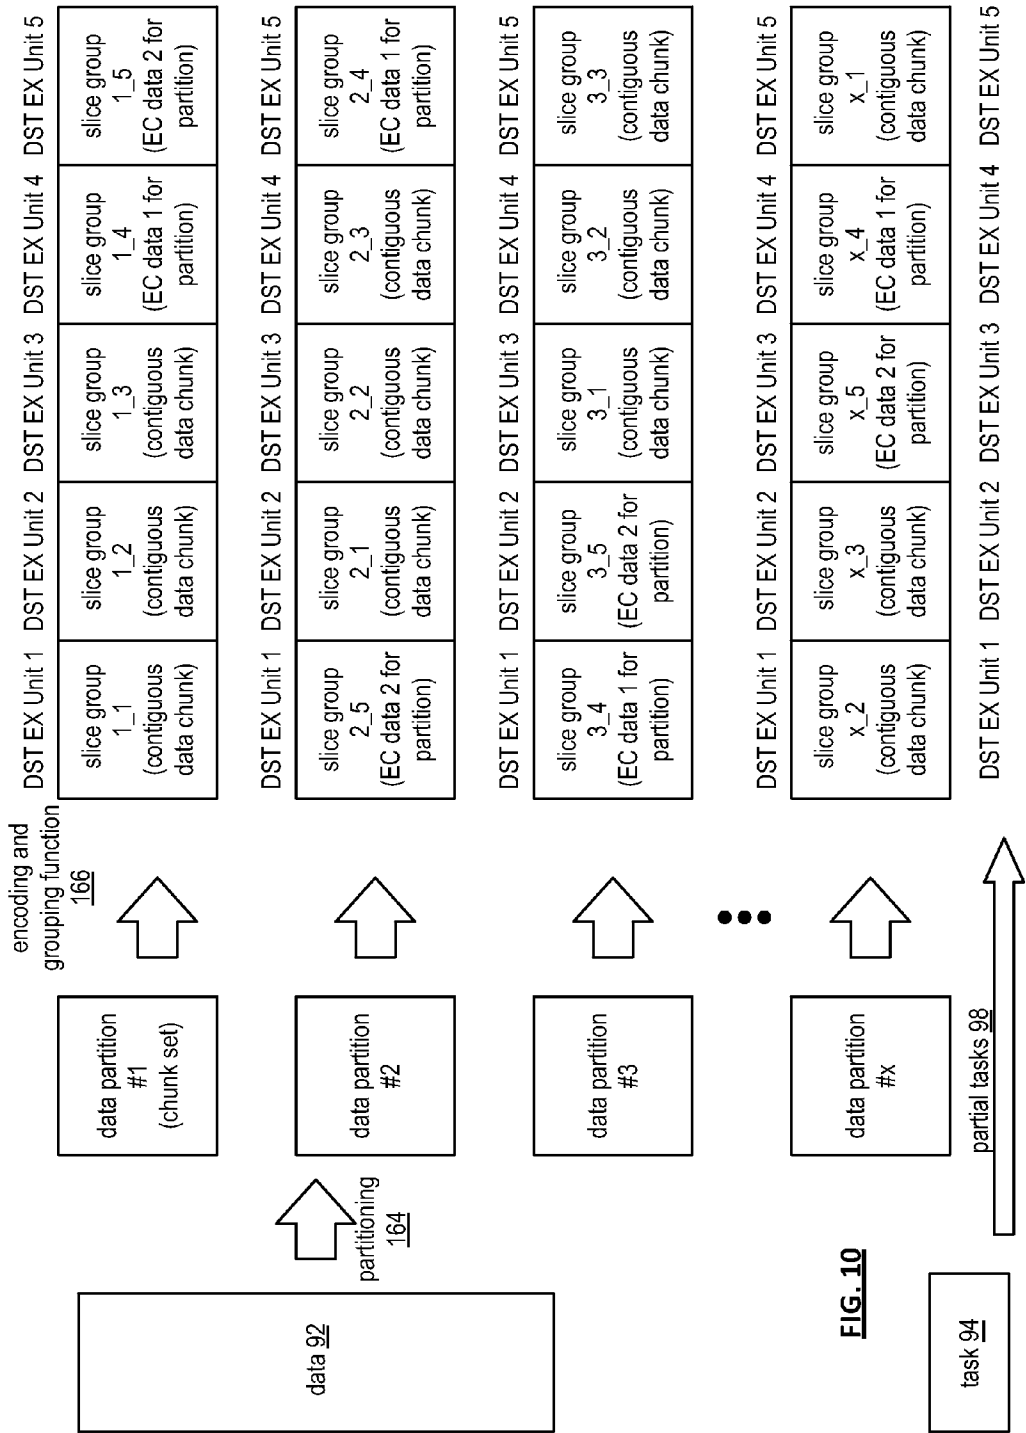 data 92
partitioning
164
data partition
#1
(chunk set)
data partition
#2
data partition
#3
data partition
#x
encoding and
grouping function
166
DST EX Unit 1
DST EX Unit 2
DST EX Unit 3
DST EX Unit 4
DST EX Unit 5
slice group
1_1
(contiguous
data chunk)
slice group
1_2
(contiguous
data chunk)
slice group
1_3
(contiguous
data chunk)
slice group
1_4
(EC data 1 for
partition)
slice group
1_5
(EC data 2 for
partition)
DST EX Unit 1
DST EX Unit 2
DST EX Unit 3
DST EX Unit 4
DST EX Unit 5
slice group
2_5
(EC data 2 for
partition)
slice group
2_1
(contiguous
data chunk)
slice group
2_2
(contiguous
data chunk)
slice group
2_3
(contiguous
data chunk)
slice group
2_4
(EC data 1 for
partition)
DST EX Unit 1
DST EX Unit 2
DST EX Unit 3
DST EX Unit 4
DST EX Unit 5
slice group
3_4
(EC data 1 for
partition)
slice group
3_5
(EC data 2 for
partition)
slice group
3_1
(contiguous
data chunk)
slice group
3_2
(contiguous
data chunk)
slice group
3_3
(contiguous
data chunk)
DST EX Unit 1
DST EX Unit 2
DST EX Unit 3
DST EX Unit 4
DST EX Unit 5
slice group
x_2
(contiguous
data chunk)
slice group
x_3
(contiguous
data chunk)
slice group
x_5
(EC data 2 for
partition)
slice group
x_4
(EC data 1 for
partition)
slice group
x_1
(contiguous
data chunk)
FIG. 10
task 94
partial tasks 98
DST EX Unit 1
DST EX Unit 2
DST EX Unit 3
DST EX Unit 4
DST EX Unit 5